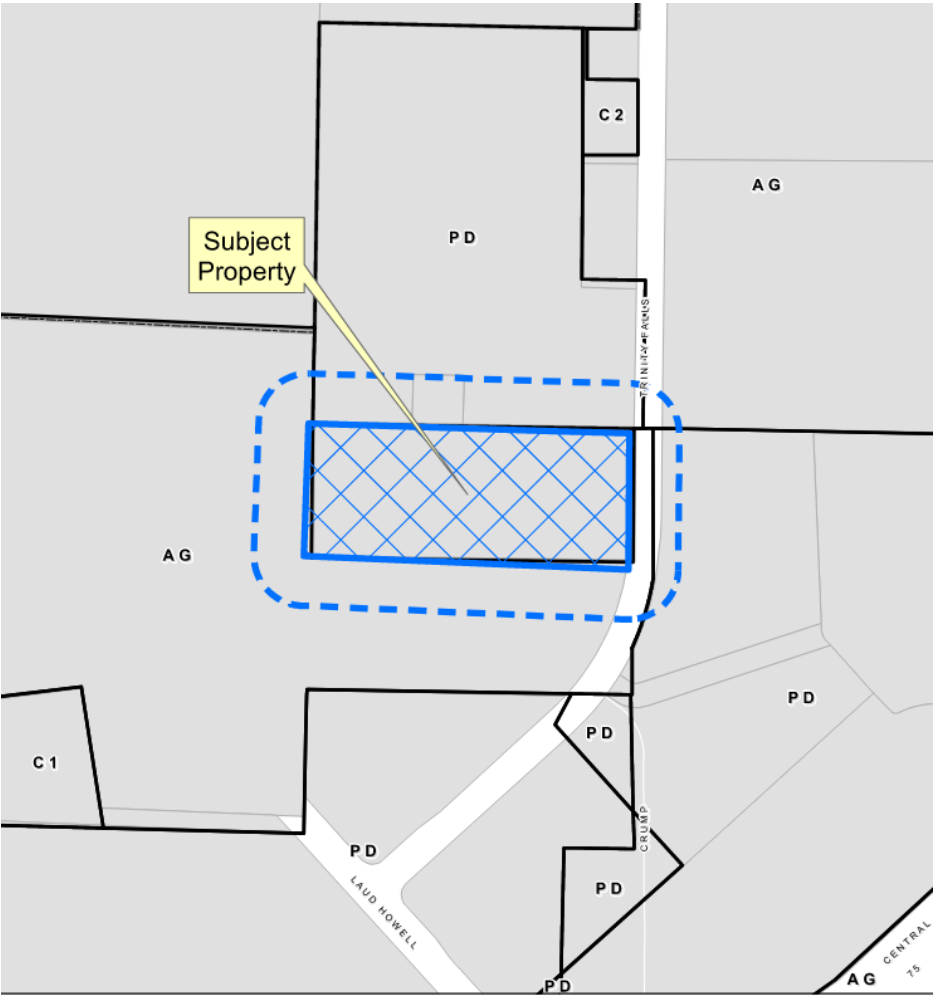 C 2
A G
P D
Subject
Property
TRINITY FALLS
A G
P D
P D
C 1
CRUMP
P D
LAUD HOWELL
P D
CENTRAL
75
A G
P D